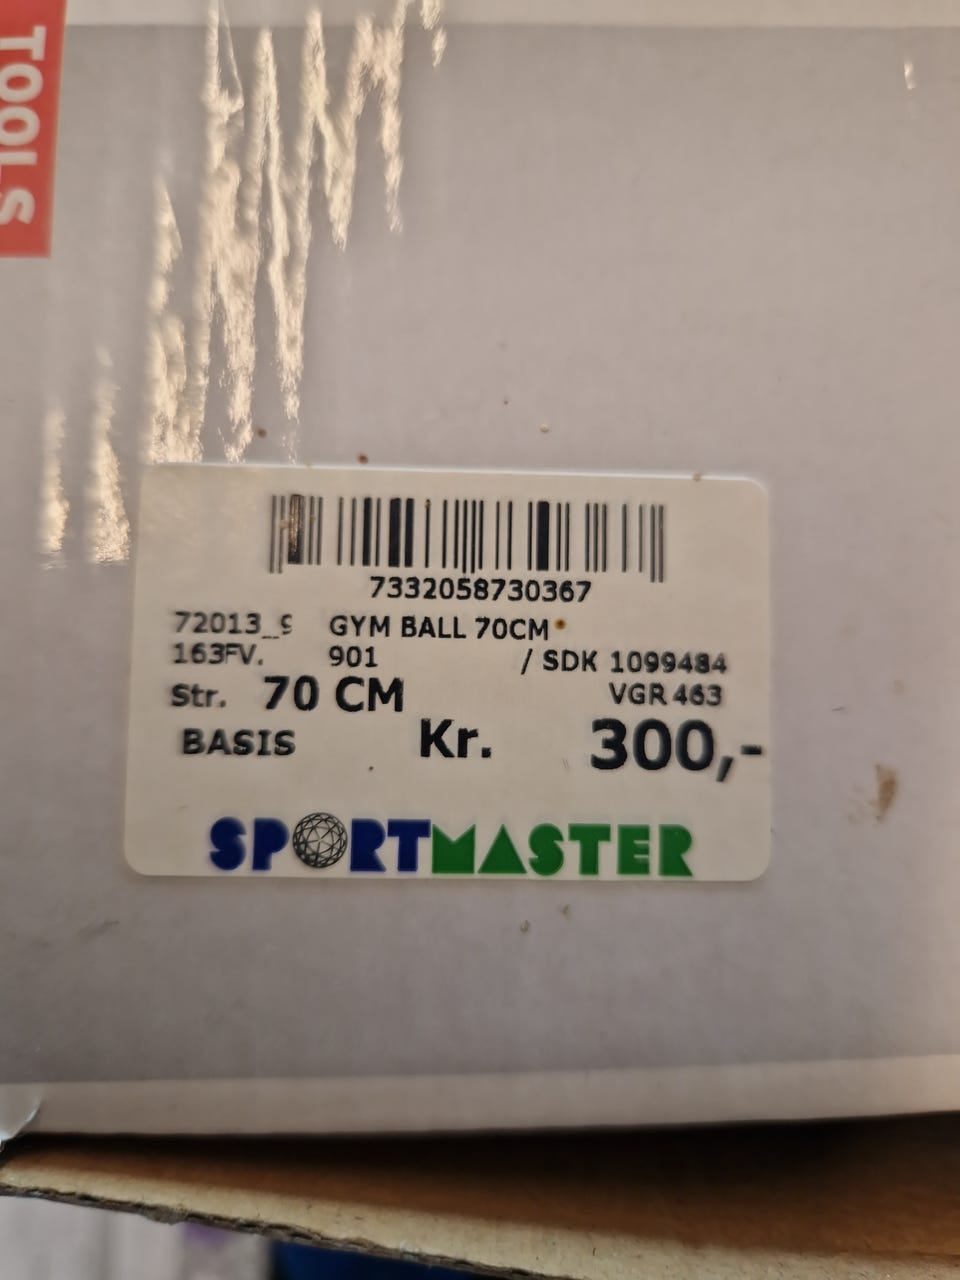 TOOLS
7332058730367
72013_9 GYM BALL 70CM
163FV. 901 / SDK 1099484
Str. 70 CM VGR 463
BASIS Kr. 300,-
SPORTMASTER